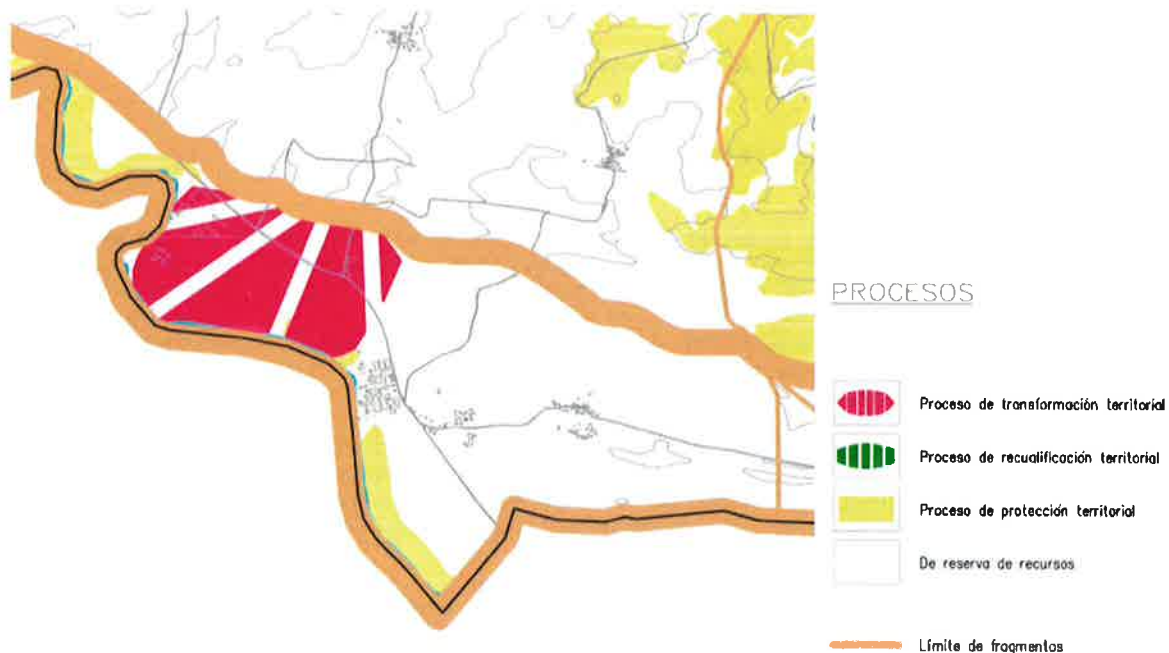 PROCESOS
Proceso de transformación territorial
Proceso de recualificación territorial
Proceso de protección territorial
De reserva de recursos
Límite de fragmentos